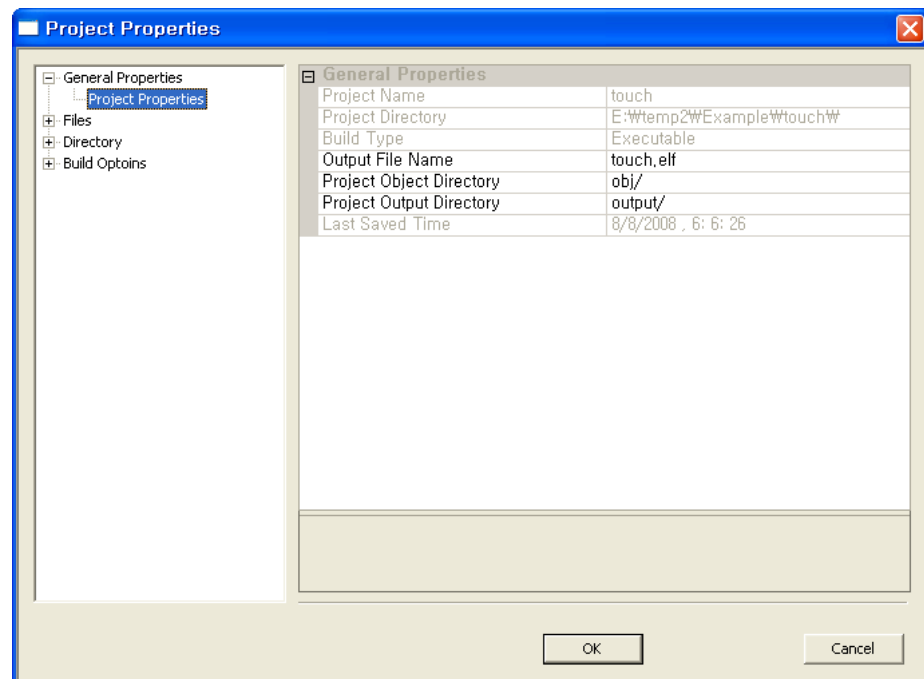 Project Properties
General Properties
Project Properties
Files
Directory
Build Optoins
General Properties
Project Name touch
Project Directory E:₩temp2₩Example₩touch₩
Build Type Executable
Output File Name touch.elf
Project Object Directory obj/
Project Output Directory output/
Last Saved Time 8/8/2008 , 6: 6: 26
OK Cancel